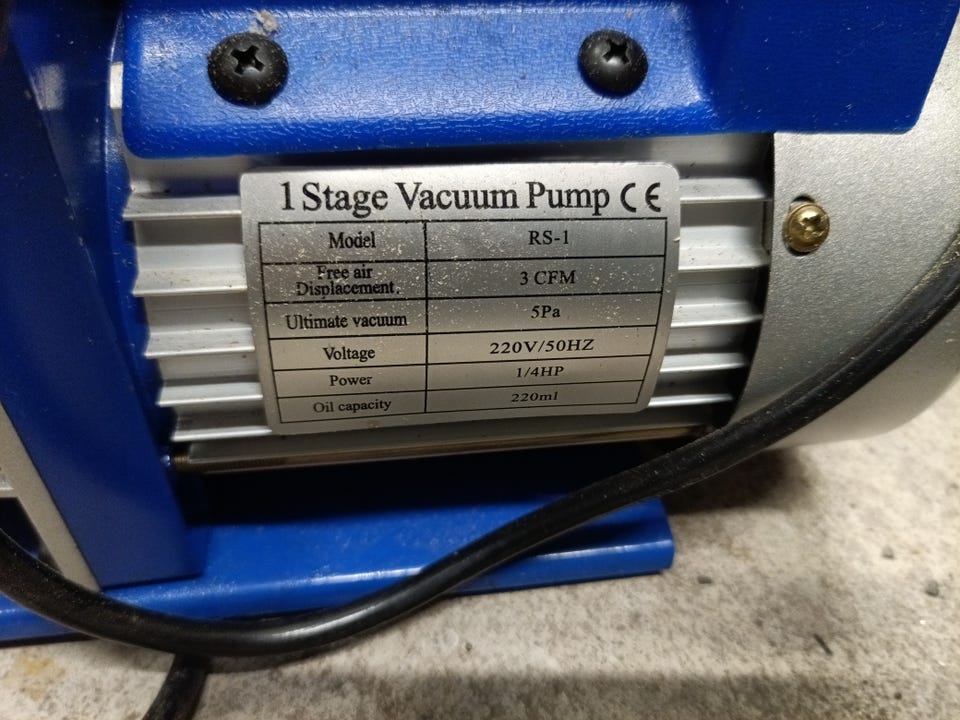 1 Stage Vacuum Pump CE
Model RS-1
Free air
Displacement. 3 CFM
Ultimate vacuum 5Pa
Voltage 220V/50HZ
Power 1/4HP
Oil capacity 220ml